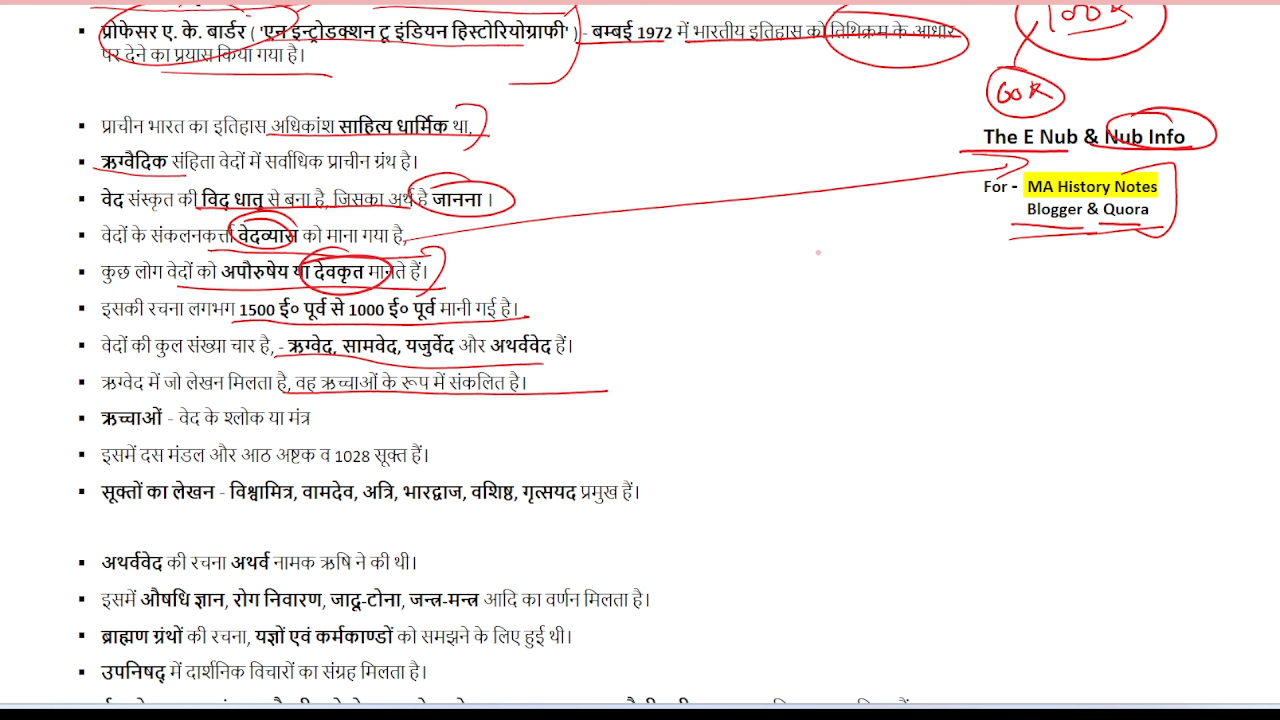 ▪ प्रोफेसर ए. के. बार्डर ( 'एन इन्ट्रोडक्शन टू इंडियन हिस्टोरियोग्राफी' ) - बम्बई 1972 में भारतीय इतिहास को तिथिक्रम के आधार
पर देने का प्रयास किया गया है।
100 K
60 K
▪ प्राचीन भारत का इतिहास अधिकांश साहित्य धार्मिक था,
The E Nub & Nub Info
▪ ऋग्वैदिक संहिता वेदों में सर्वाधिक प्राचीन ग्रंथ है।
For - MA History Notes
Blogger & Quora
▪ वेद संस्कृत की विद् धातु से बना है, जिसका अर्थ है जानना ।
▪ वेदों के संकलनकर्त्ता वेदव्यास को माना गया है,
▪ कुछ लोग वेदों को अपौरुषेय या देवकृत मानते हैं।
▪ इसकी रचना लगभग 1500 ई० पूर्व से 1000 ई० पूर्व मानी गई है।
▪ वेदों की कुल संख्या चार है, - ऋग्वेद, सामवेद, यजुर्वेद और अथर्ववेद हैं।
▪ ऋग्वेद में जो लेखन मिलता है, वह ऋच्चाओं के रूप में संकलित है।
▪ ऋच्चाओं - वेद के श्लोक या मंत्र
▪ इसमें दस मंडल और आठ अष्टक व 1028 सूक्त हैं।
▪ सूक्तों का लेखन - विश्वामित्र, वामदेव, अत्रि, भारद्वाज, वशिष्ठ, गृत्सयद प्रमुख हैं।
▪ अथर्ववेद की रचना अथर्व नामक ऋषि ने की थी।
▪ इसमें औषधि ज्ञान, रोग निवारण, जादू-टोना, जन्त्र-मन्त्र आदि का वर्णन मिलता है।
▪ ब्राह्मण ग्रंथों की रचना, यज्ञों एवं कर्मकाण्डों को समझने के लिए हुई थी।
▪ उपनिषद् में दार्शनिक विचारों का संग्रह मिलता है।